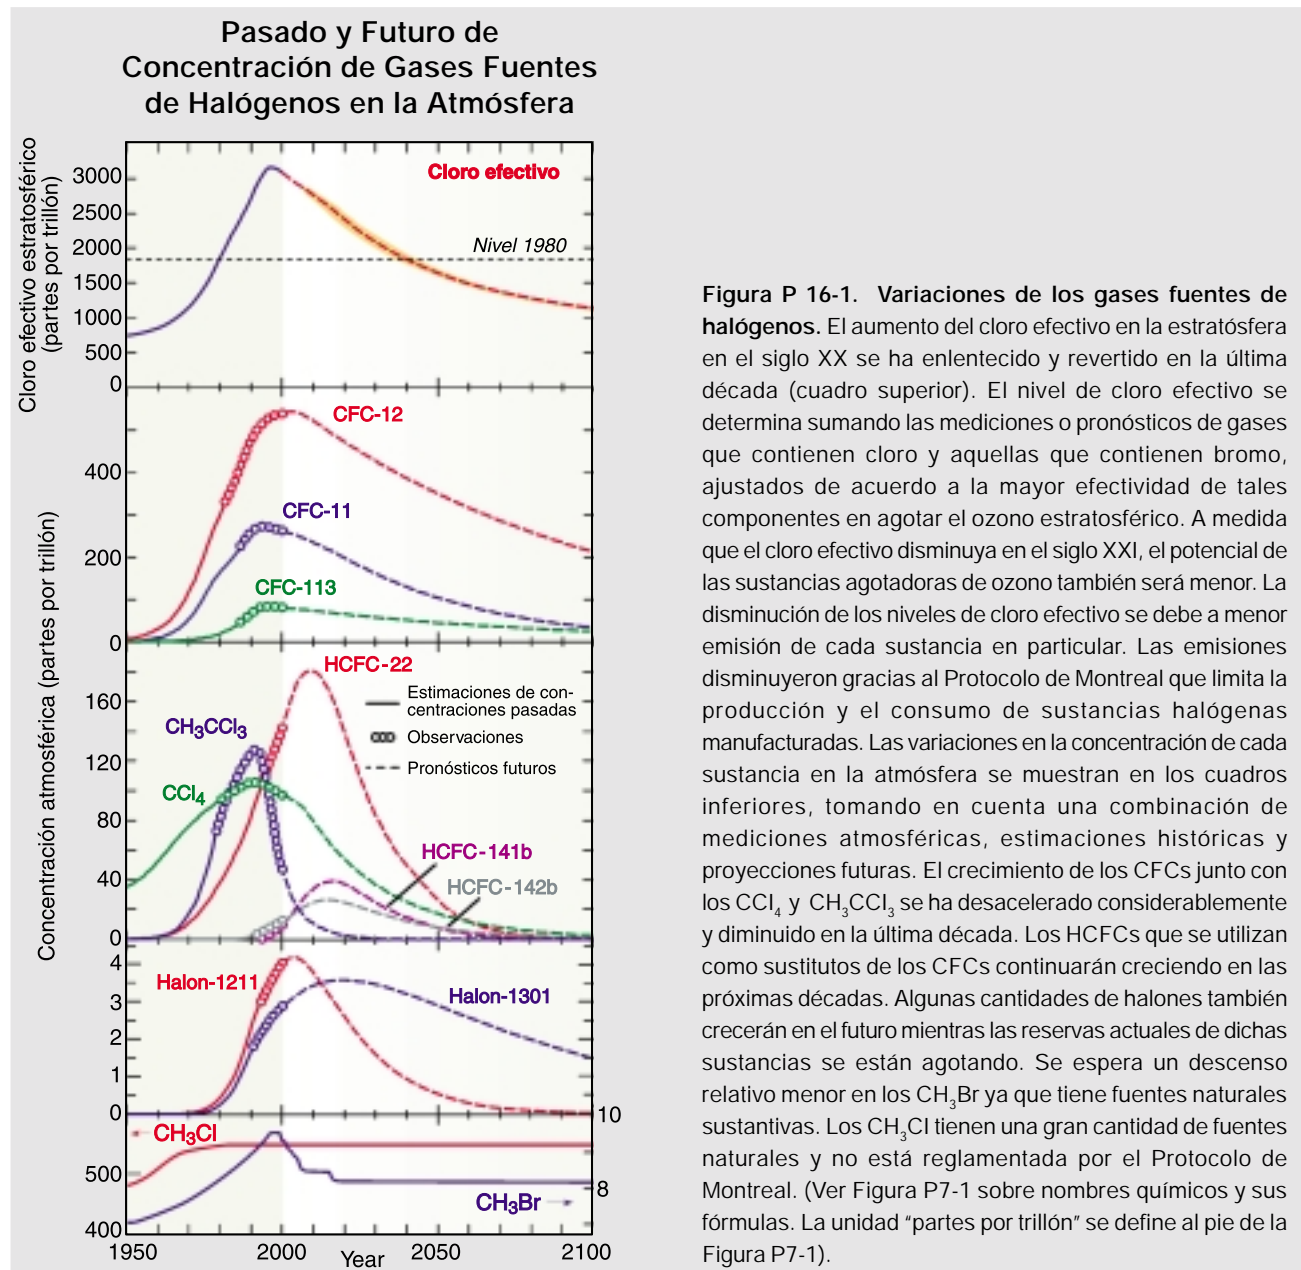 Pasado y Futuro de
Concentración de Gases Fuentes
de Halógenos en la Atmósfera
Cloro efectivo estratosférico
(partes por trillón)
3000
2500
2000
1500
1000
500
0
Cloro efectivo
Nivel 1980
Concentración atmosférica (partes por trillón)
400
200
0
CFC-12
CFC-11
CFC-113
160
120
80
40
0
HCFC-22
Estimaciones de con-
centraciones pasadas
Observaciones
Pronósticos futuros
CH₃CCl₃
CCl₄
HCFC-141b
HCFC-142b
4
3
2
1
0
Halon-1211
Halon-1301
10
8
500
400
← CH₃Cl
CH₃Br →
1950
2000
2050
2100
Year
Figura P 16-1. Variaciones de los gases fuentes de
halógenos. El aumento del cloro efectivo en la estratósfera
en el siglo XX se ha enlentecido y revertido en la última
década (cuadro superior). El nivel de cloro efectivo se
determina sumando las mediciones o pronósticos de gases
que contienen cloro y aquellas que contienen bromo,
ajustados de acuerdo a la mayor efectividad de tales
componentes en agotar el ozono estratosférico. A medida
que el cloro efectivo disminuya en el siglo XXI, el potencial de
las sustancias agotadoras de ozono también será menor. La
disminución de los niveles de cloro efectivo se debe a menor
emisión de cada sustancia en particular. Las emisiones
disminuyeron gracias al Protocolo de Montreal que limita la
producción y el consumo de sustancias halógenas
manufacturadas. Las variaciones en la concentración de cada
sustancia en la atmósfera se muestran en los cuadros
inferiores, tomando en cuenta una combinación de
mediciones atmosféricas, estimaciones históricas y
proyecciones futuras. El crecimiento de los CFCs junto con
los CCl₄ y CH₃CCl₃ se ha desacelerado considerablemente
y diminuido en la última década. Los HCFCs que se utilizan
como sustitutos de los CFCs continuarán creciendo en las
próximas décadas. Algunas cantidades de halones también
crecerán en el futuro mientras las reservas actuales de dichas
sustancias se están agotando. Se espera un descenso
relativo menor en los CH₃Br ya que tiene fuentes naturales
sustantivas. Los CH₃Cl tienen una gran cantidad de fuentes
naturales y no está reglamentada por el Protocolo de
Montreal. (Ver Figura P7-1 sobre nombres químicos y sus
fórmulas. La unidad "partes por trillón" se define al pie de la
Figura P7-1).